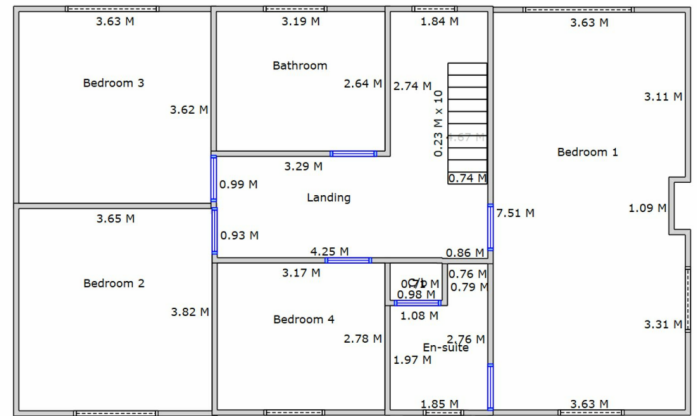 3.63 M
3.19 M
1.84 M
3.63 M
Bathroom
Bedroom 3
2.64 M
2.74 M
3.11 M
3.62 M
0.23 M x 10
Bedroom 1
3.29 M
0.74 M
0.99 M
Landing
3.65 M
7.51 M
1.09 M
0.93 M
4.25 M
0.86 M
3.17 M
0.76 M
Bedroom 2
C/b
0.79 M
0.98 M
3.82 M
Bedroom 4
1.08 M
3.31 M
2.78 M
2.76 M
En-suite
1.97 M
1.85 M
3.63 M